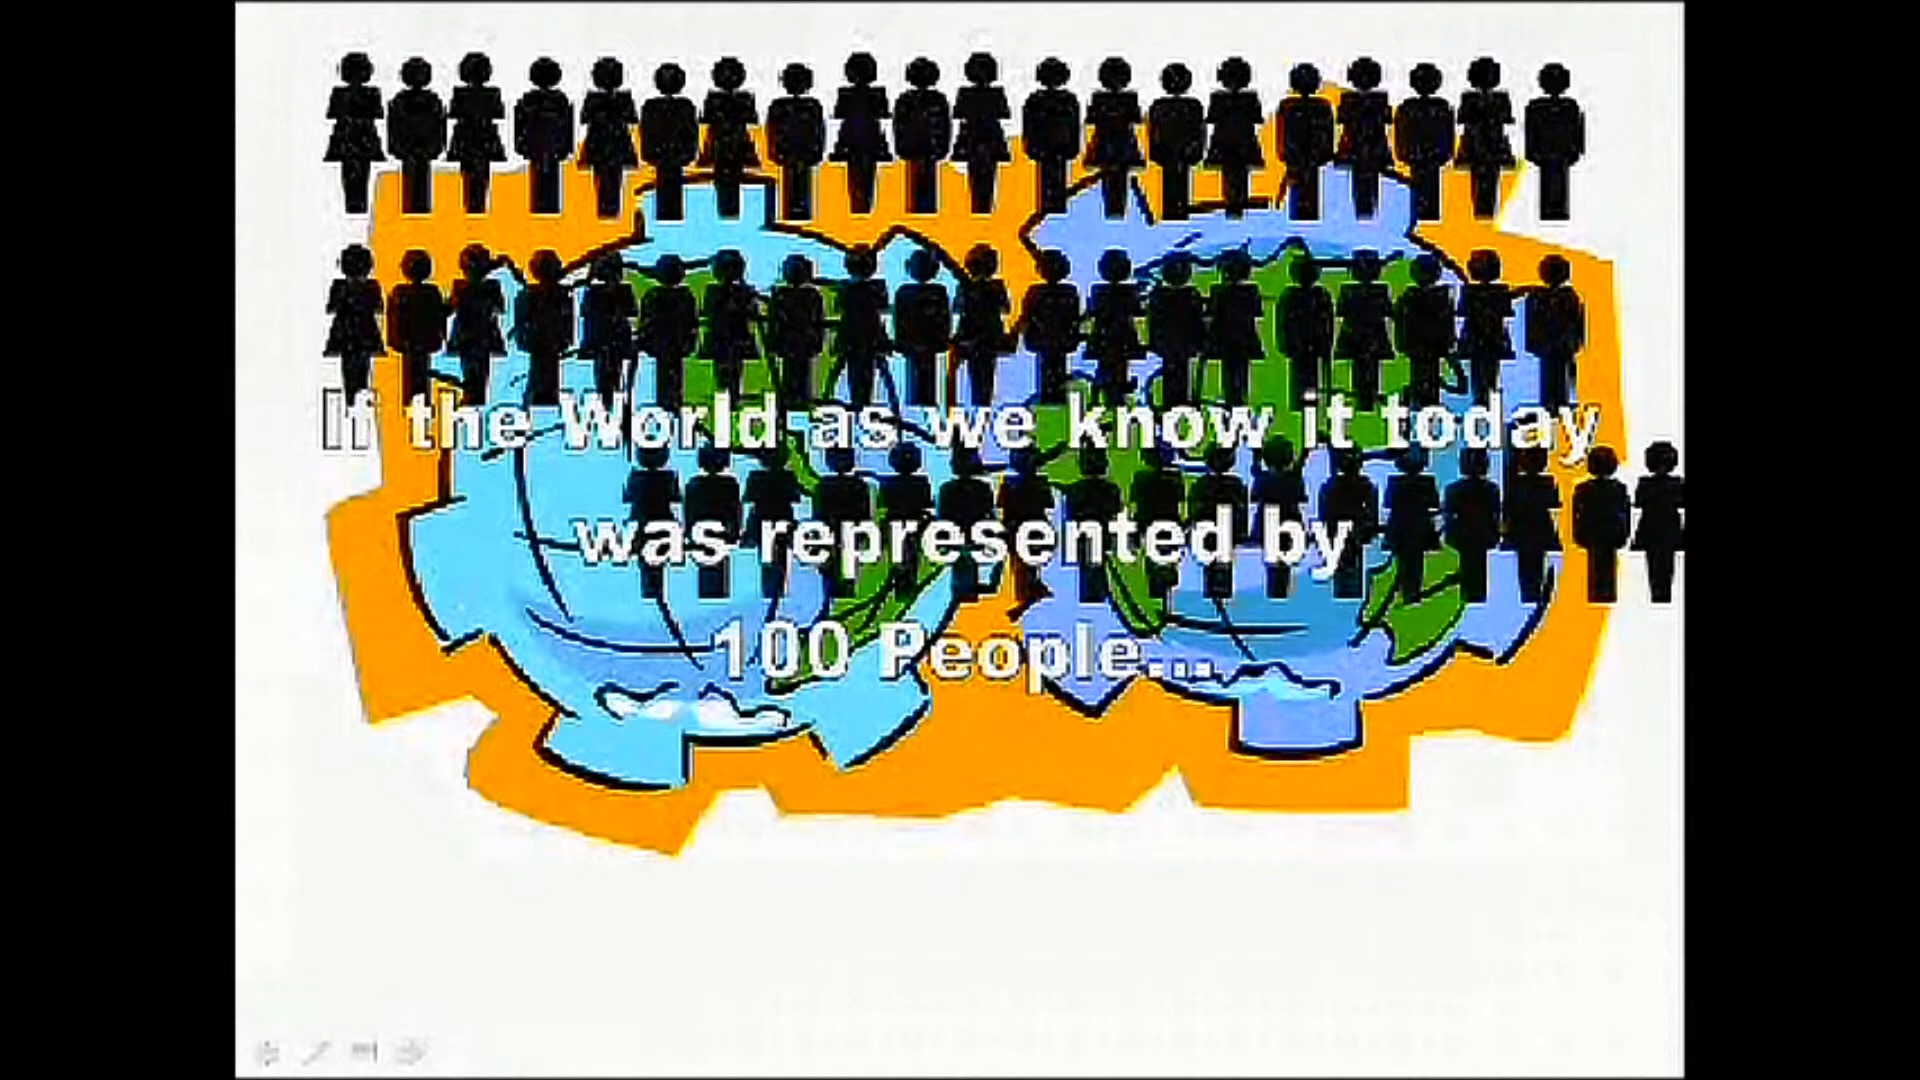 If the World as we know it today
was represented by
100 People...